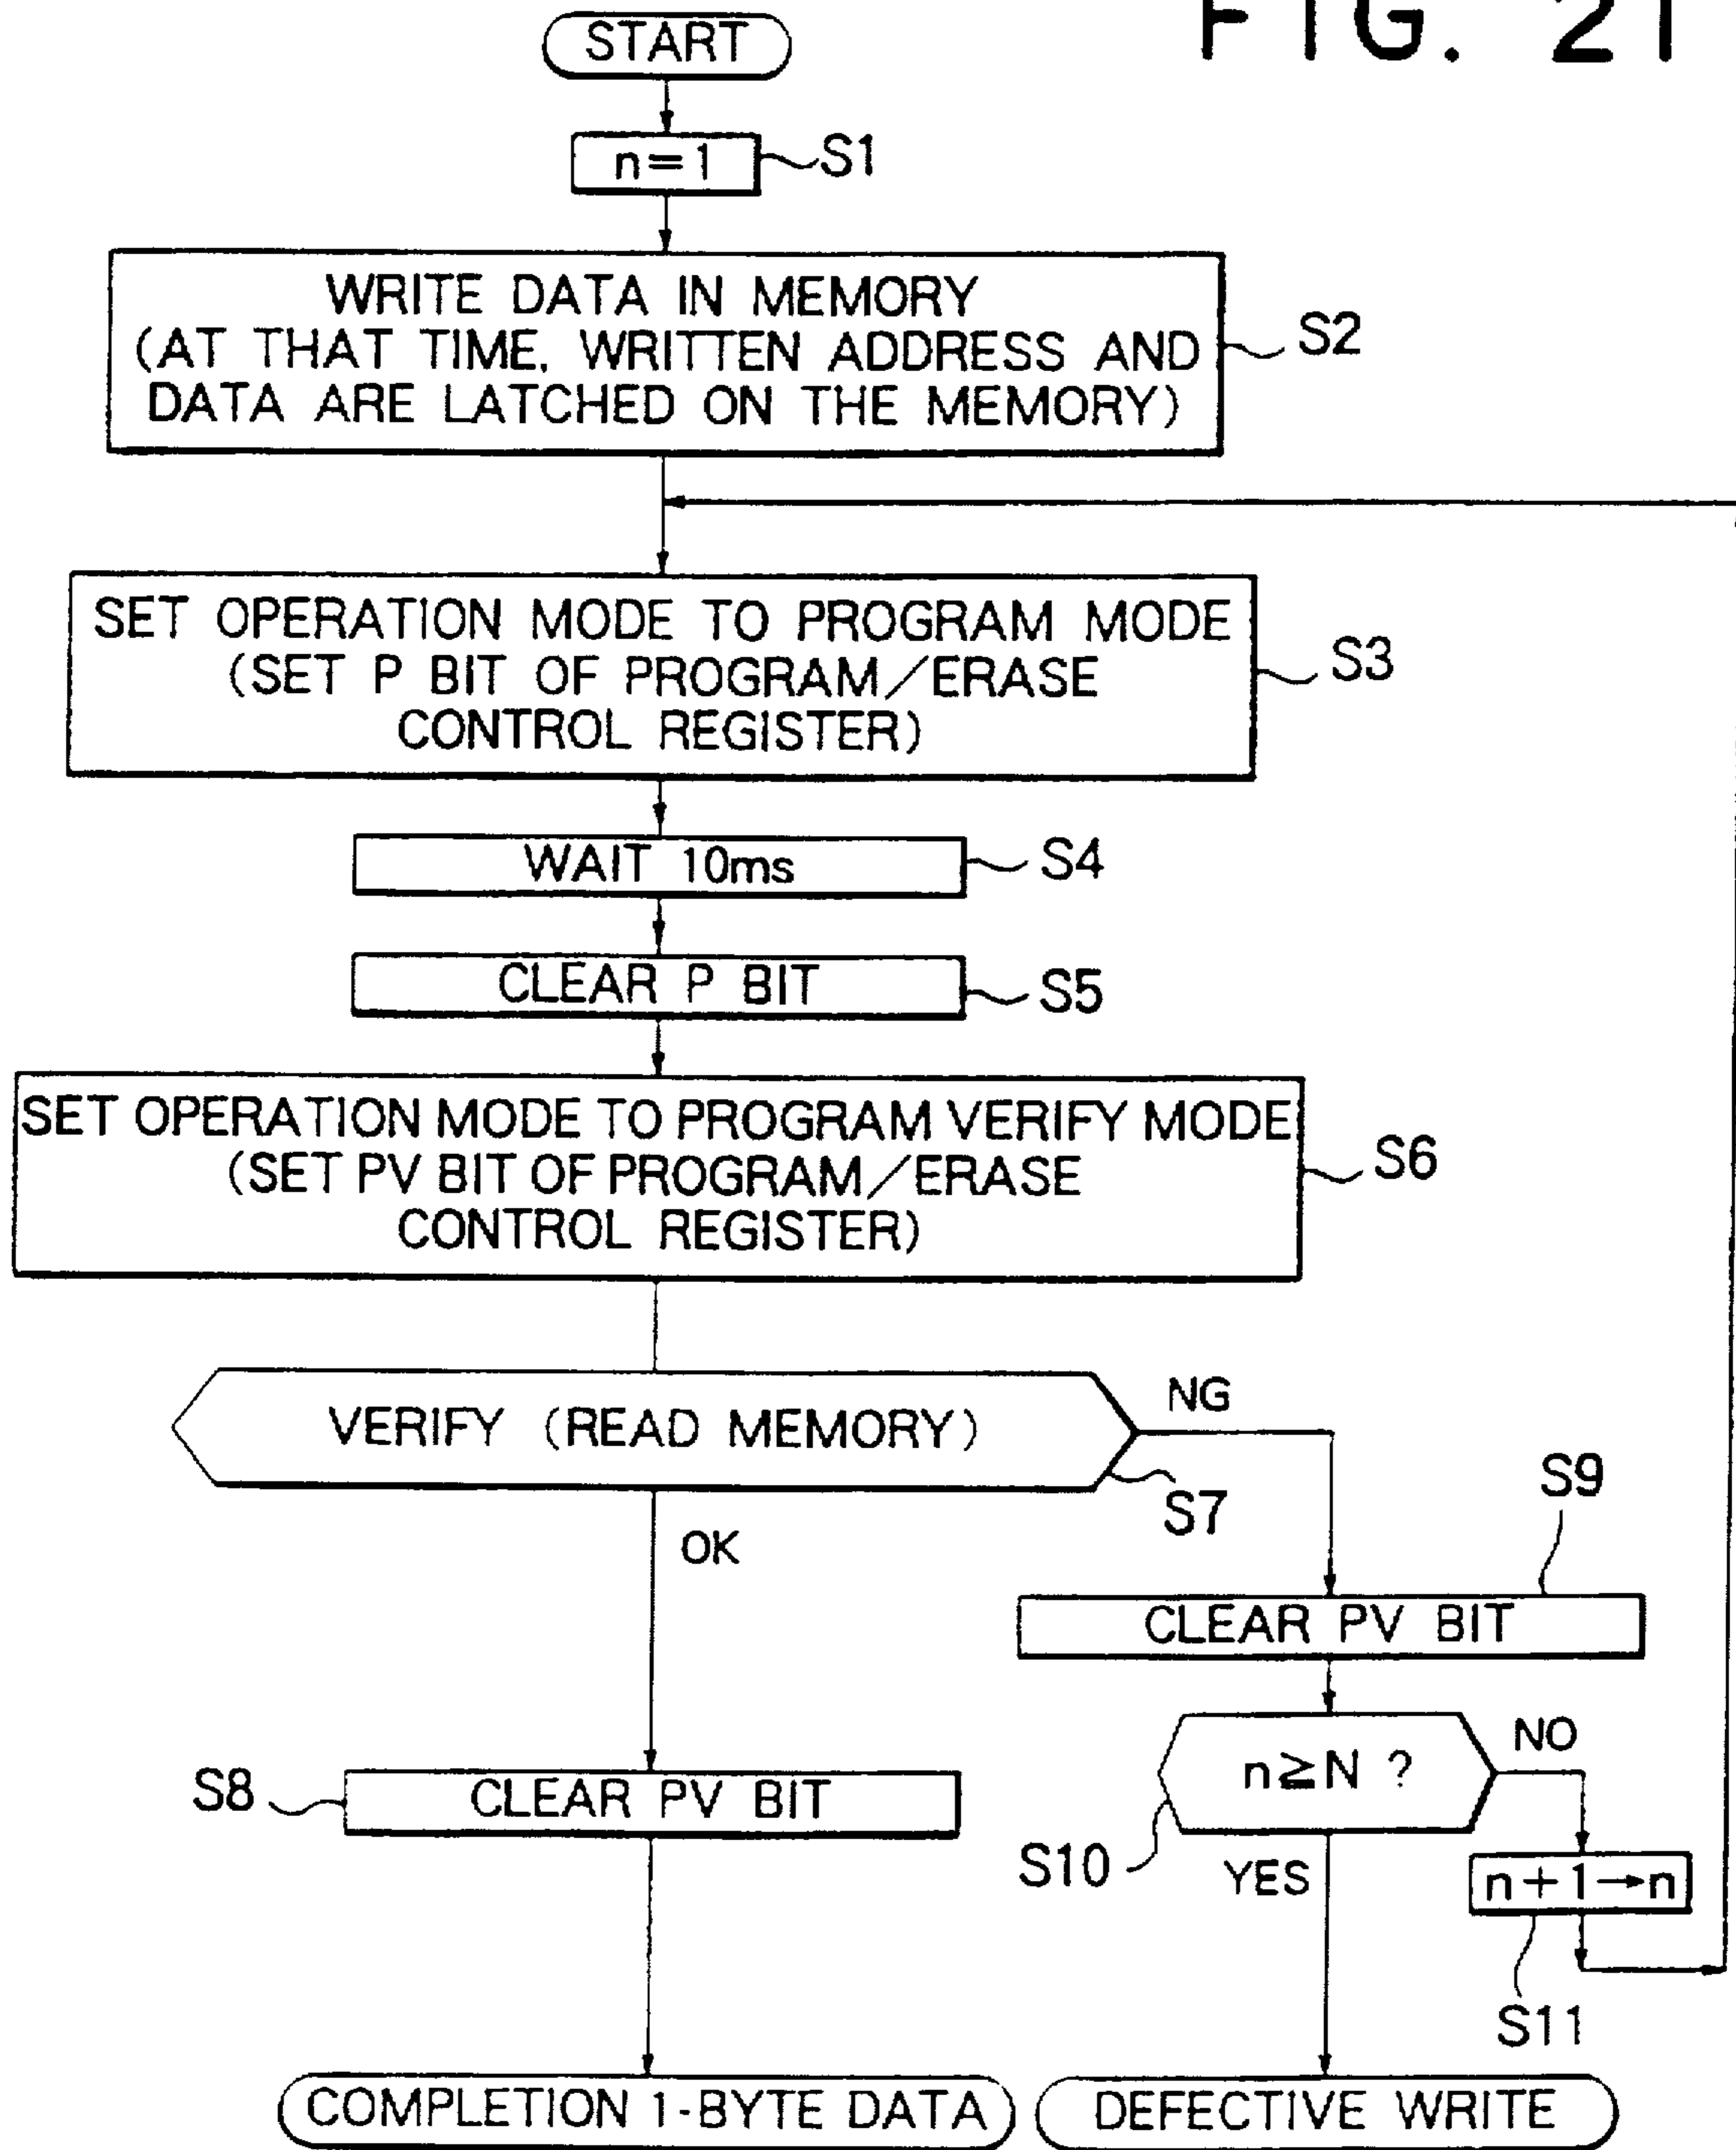 FIG. 21
START
n=1
S1
WRITE DATA IN MEMORY
(AT THAT TIME, WRITTEN ADDRESS AND
DATA ARE LATCHED ON THE MEMORY)
S2
SET OPERATION MODE TO PROGRAM MODE
(SET P BIT OF PROGRAM/ERASE
CONTROL REGISTER)
S3
WAIT 10ms
S4
CLEAR P BIT
S5
SET OPERATION MODE TO PROGRAM VERIFY MODE
(SET PV BIT OF PROGRAM/ERASE
CONTROL REGISTER)
S6
VERIFY (READ MEMORY)
NG
S7
OK
S9
CLEAR PV BIT
S8
CLEAR PV BIT
n≧N ?
NO
S10
YES
n+1→n
S11
COMPLETION 1-BYTE DATA
DEFECTIVE WRITE